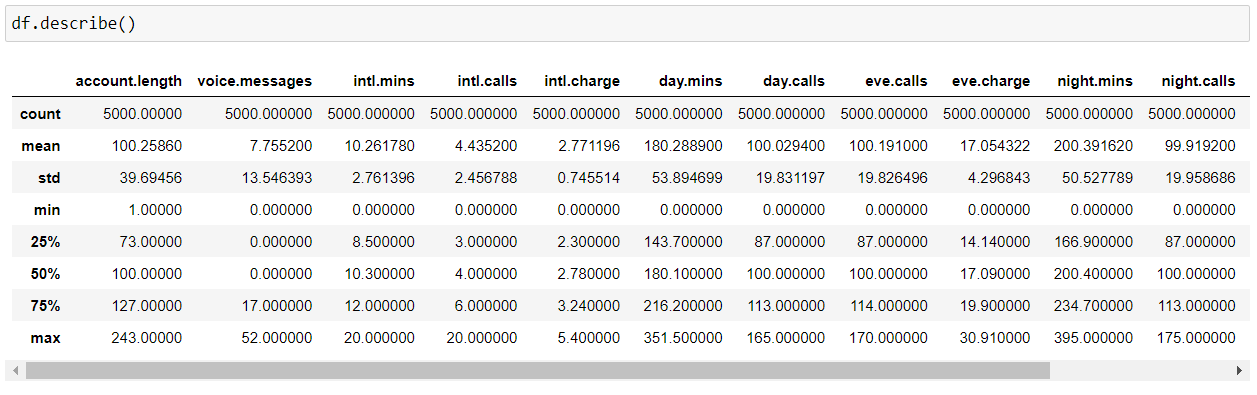 df.describe()
account.length voice.messages intl.mins intl.calls intl.charge day.mins day.calls eve.calls eve.charge night.mins night.calls
count 5000.00000 5000.000000 5000.000000 5000.000000 5000.000000 5000.000000 5000.000000 5000.000000 5000.000000 5000.000000 5000.000000
mean 100.25860 7.755200 10.261780 4.435200 2.771196 180.288900 100.029400 100.191000 17.054322 200.391620 99.919200
std 39.69456 13.546393 2.761396 2.456788 0.745514 53.894699 19.831197 19.826496 4.296843 50.527789 19.958686
min 1.00000 0.000000 0.000000 0.000000 0.000000 0.000000 0.000000 0.000000 0.000000 0.000000 0.000000
25% 73.00000 0.000000 8.500000 3.000000 2.300000 143.700000 87.000000 87.000000 14.140000 166.900000 87.000000
50% 100.00000 0.000000 10.300000 4.000000 2.780000 180.100000 100.000000 100.000000 17.090000 200.400000 100.000000
75% 127.00000 17.000000 12.000000 6.000000 3.240000 216.200000 113.000000 114.000000 19.900000 234.700000 113.000000
max 243.00000 52.000000 20.000000 20.000000 5.400000 351.500000 165.000000 170.000000 30.910000 395.000000 175.000000